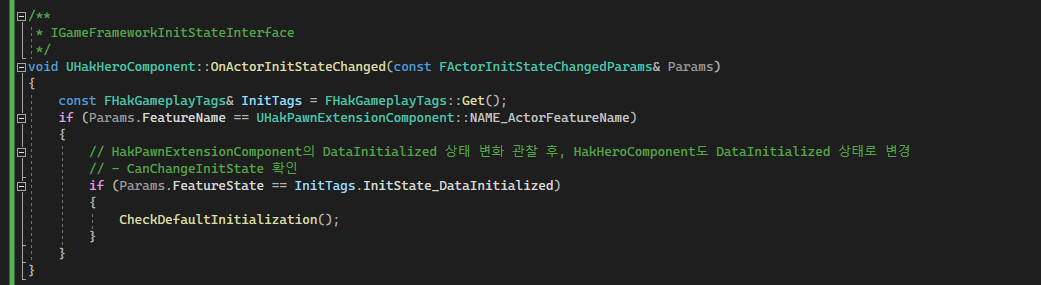 /**
 * IGameFrameworkInitStateInterface
 */
void UHakHeroComponent::OnActorInitStateChanged(const FActorInitStateChangedParams& Params)
{
    const FHakGameplayTags& InitTags = FHakGameplayTags::Get();
    if (Params.FeatureName == UHakPawnExtensionComponent::NAME_ActorFeatureName)
    {
        // HakPawnExtensionComponent의 DataInitialized 상태 변화 관찰 후, HakHeroComponent도 DataInitialized 상태로 변경
        // - CanChangeInitState 확인
        if (Params.FeatureState == InitTags.InitState_DataInitialized)
        {
            CheckDefaultInitialization();
        }
    }
}